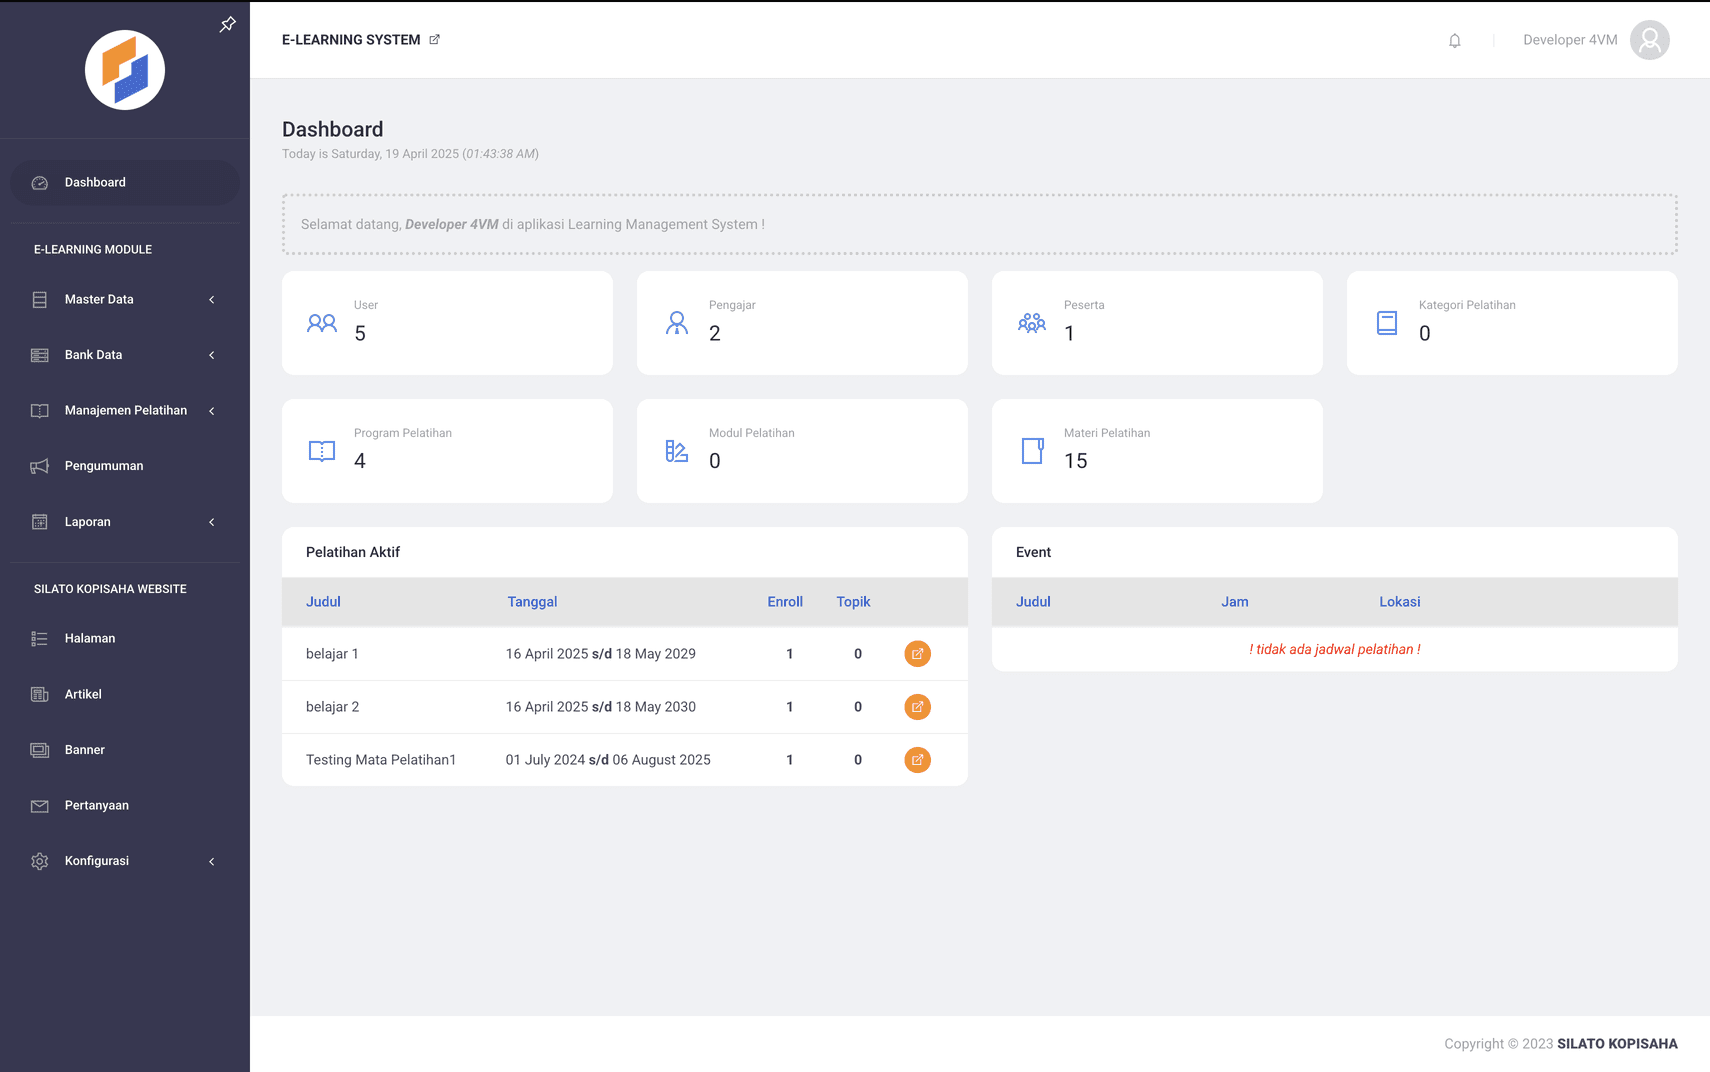 E-LEARNING SYSTEM
Developer 4VM
Dashboard
E-LEARNING MODULE
Master Data
Bank Data
Manajemen Pelatihan
Pengumuman
Laporan
SILATO KOPISAHA WEBSITE
Halaman
Artikel
Banner
Pertanyaan
Konfigurasi
Dashboard
Today is Saturday, 19 April 2025 (01:43:38 AM)
Selamat datang, Developer 4VM di aplikasi Learning Management System !
User
5
Pengajar
2
Peserta
1
Kategori Pelatihan
0
Program Pelatihan
4
Modul Pelatihan
0
Materi Pelatihan
15
Pelatihan Aktif
Judul Tanggal Enroll Topik
belajar 1 16 April 2025 s/d 18 May 2029 1 0
belajar 2 16 April 2025 s/d 18 May 2030 1 0
Testing Mata Pelatihan1 01 July 2024 s/d 06 August 2025 1 0
Event
Judul Jam Lokasi
! tidak ada jadwal pelatihan !
Copyright © 2023 SILATO KOPISAHA